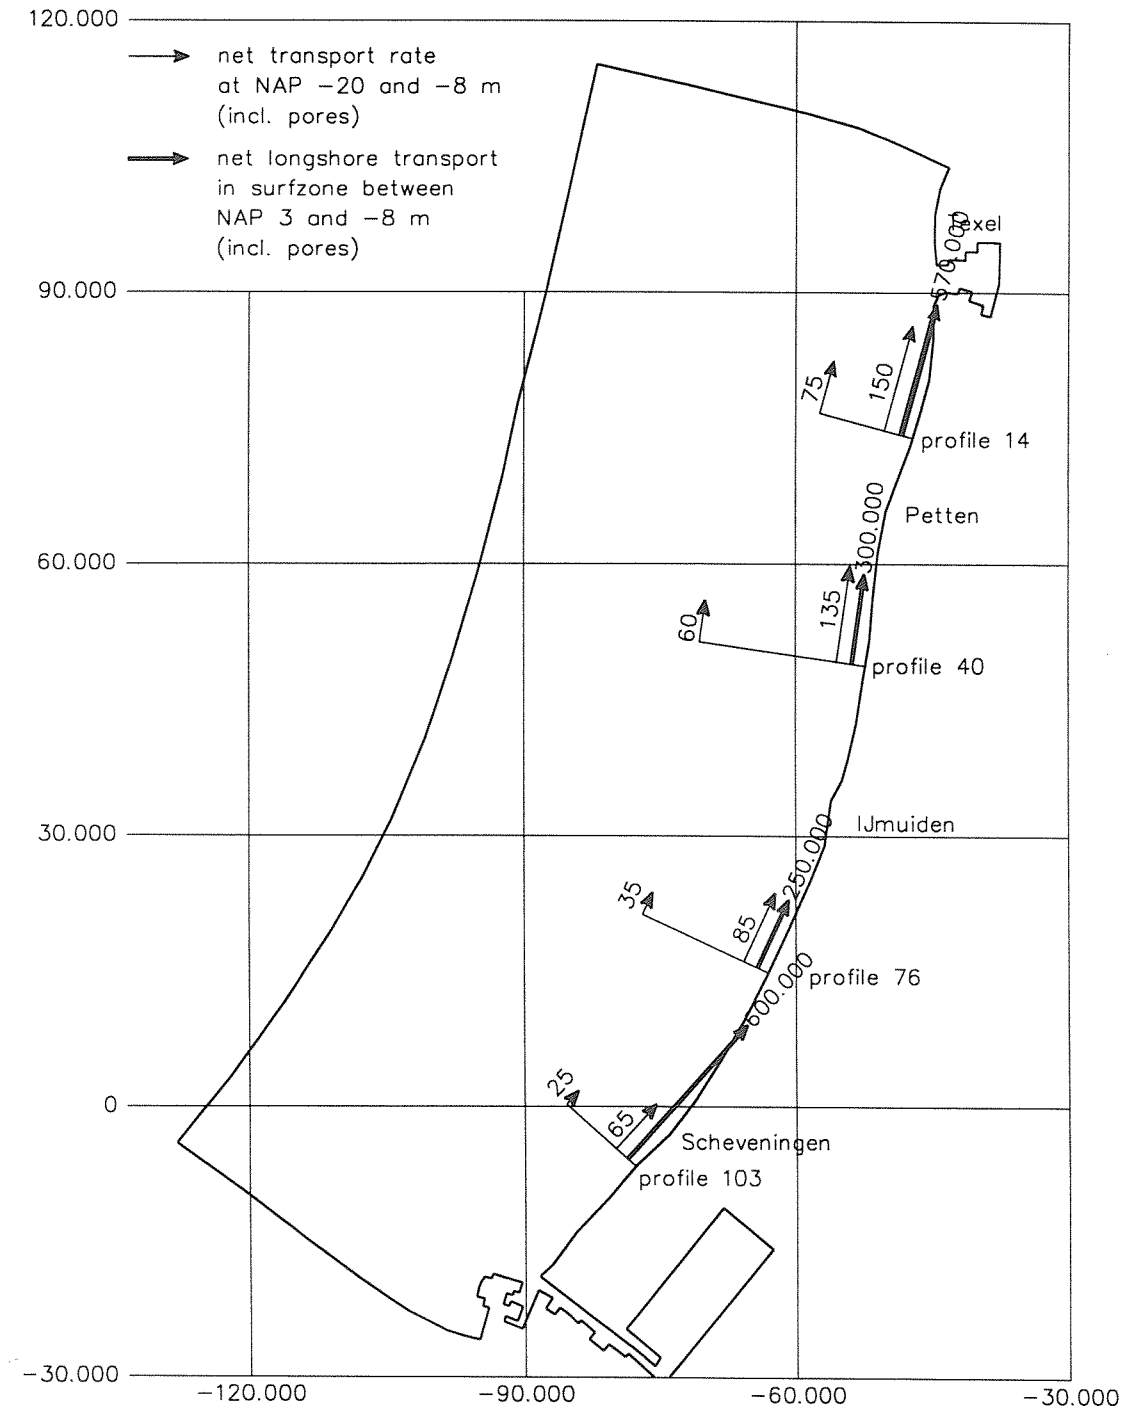 120.000
net transport rate
at NAP −20 and −8 m
(incl. pores)
net longshore transport
in surfzone between
NAP 3 and −8 m
(incl. pores)
Texel
570.000
90.000
75
150
profile 14
Petten
300.000
60.000
60
135
profile 40
30.000
IJmuiden
250.000
35
85
profile 76
600.000
25
65
0
Scheveningen
profile 103
−30.000
−120.000
−90.000
−60.000
−30.000